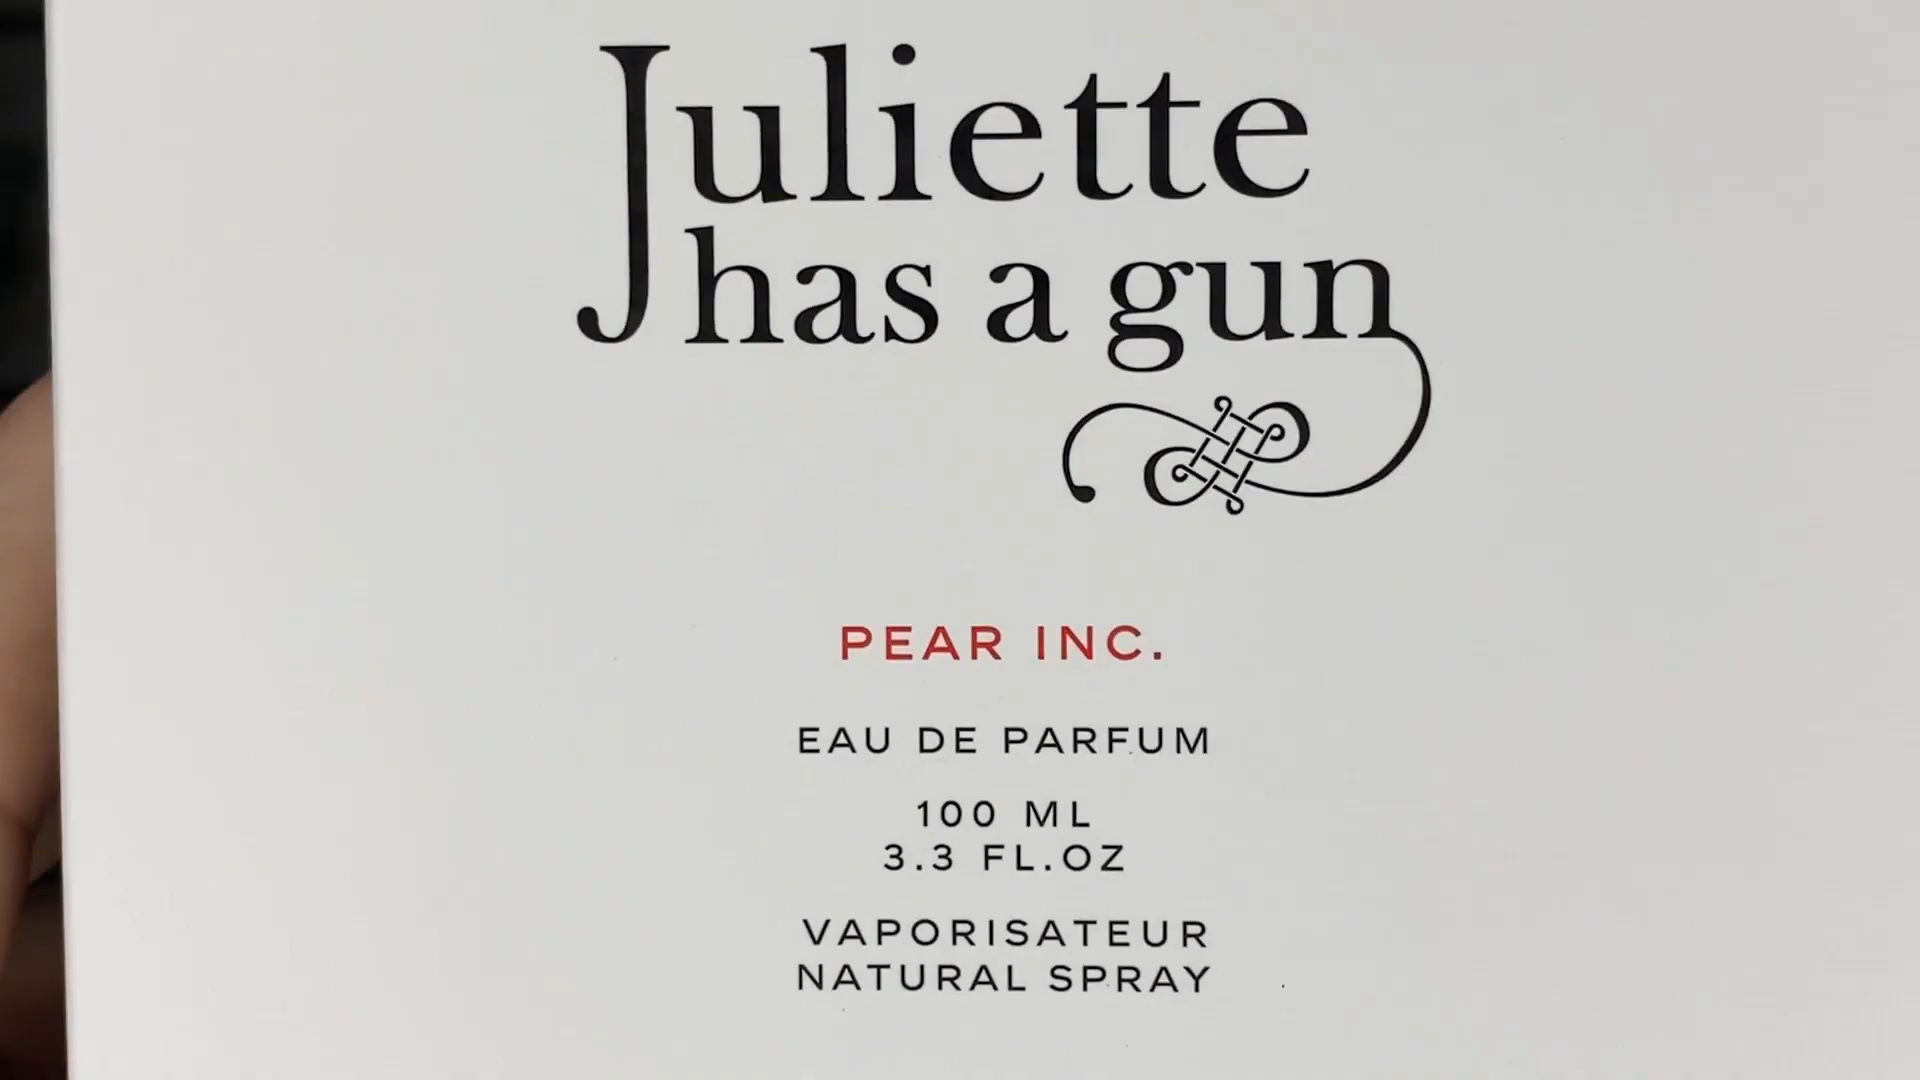 Juliette
has a gun
PEAR INC.
EAU DE PARFUM
100 ML
3.3 FL.OZ
VAPORISATEUR
NATURAL SPRAY